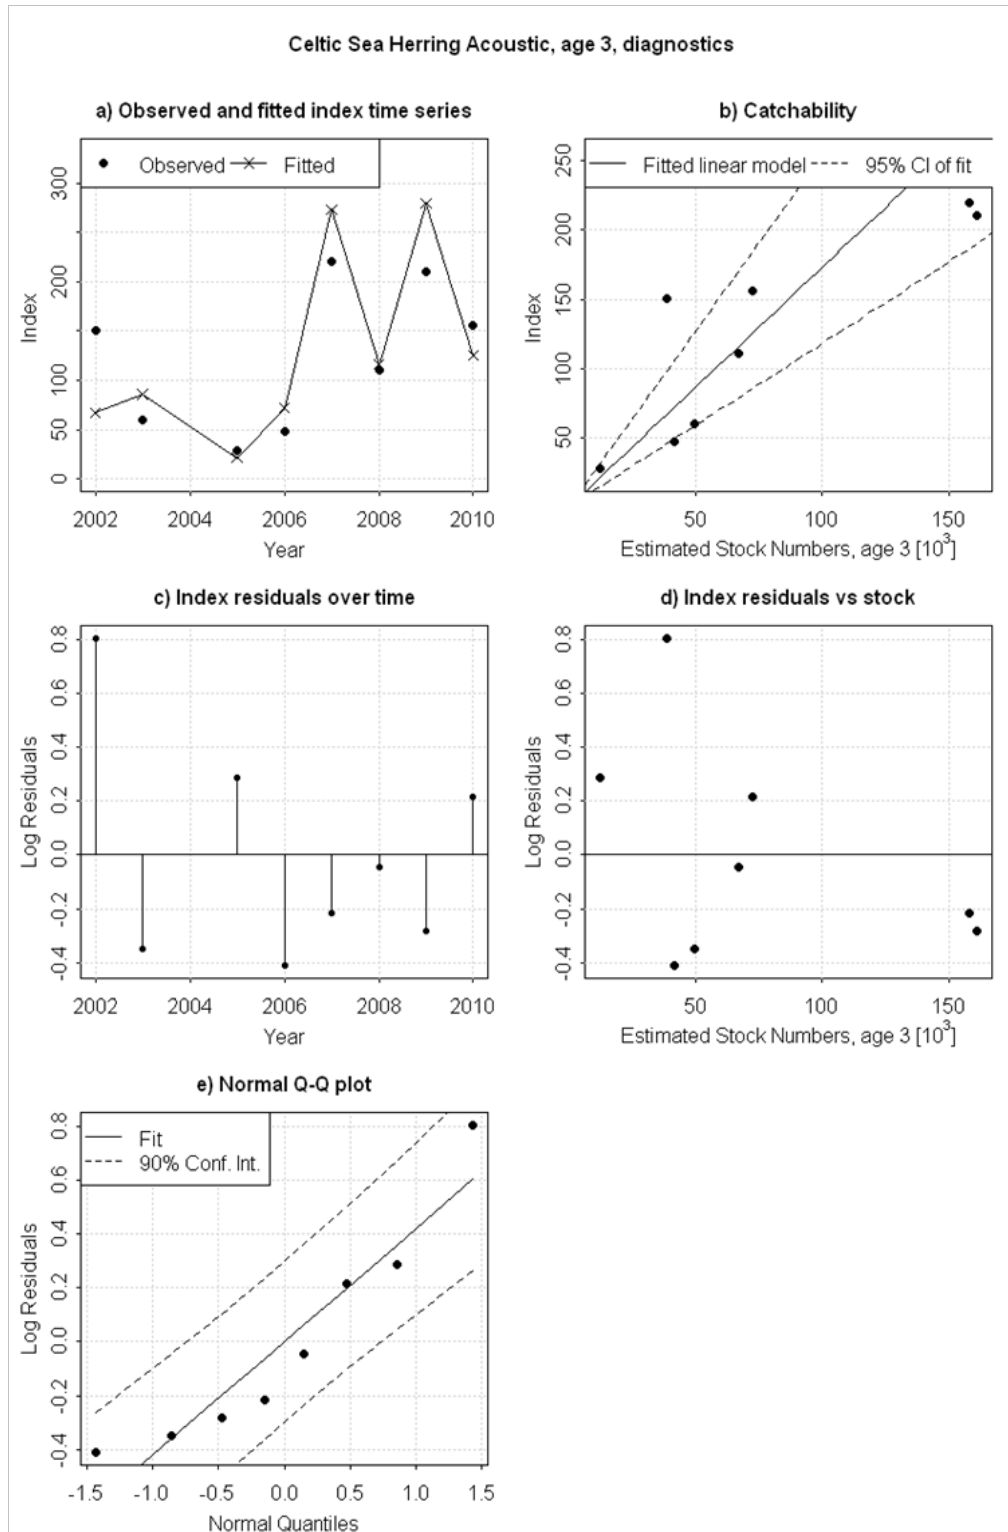 Celtic Sea Herring Acoustic, age 3, diagnostics
a) Observed and fitted index time series
Observed
Fitted
300
200
100
50
0
Index
2002 2004 2006 2008 2010
Year
b) Catchability
Fitted linear model
95% CI of fit
250
200
150
100
50
Index
50 100 150
Estimated Stock Numbers, age 3 [10³]
c) Index residuals over time
0.8
0.6
0.4
0.2
0.0
-0.2
-0.4
Log Residuals
2002 2004 2006 2008 2010
Year
d) Index residuals vs stock
0.8
0.6
0.4
0.2
0.0
-0.2
-0.4
Log Residuals
50 100 150
Estimated Stock Numbers, age 3 [10³]
e) Normal Q-Q plot
Fit
90% Conf. Int.
0.8
0.6
0.4
0.2
0.0
-0.2
-0.4
Log Residuals
-1.5 -1.0 -0.5 0.0 0.5 1.0 1.5
Normal Quantiles